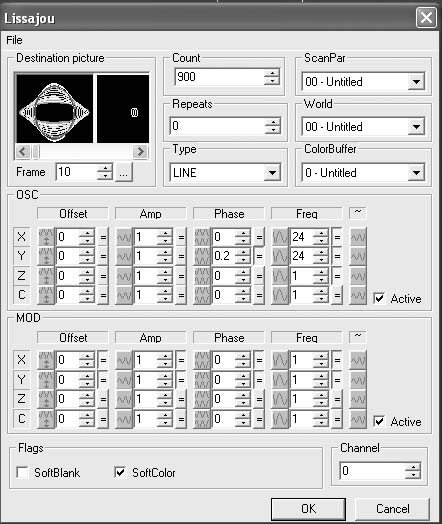 Lissajou
File
Destination picture
Count
ScanPar
900
00 - Untitled
Repeats
World
0
00 - Untitled
Type
ColorBuffer
Frame 10 ...
LINE
0 - Untitled
OSC
Offset Amp Phase Freq ~
X 0 = 1 = 0 = 24 =
Y 0 = 1 = 0.2 = 24 =
Z 0 = 1 = 0 = 1 =
C 0 = 1 = 0 = 1 = Active
MOD
Offset Amp Phase Freq ~
X 0 = 1 = 0 = 1 =
Y 0 = 1 = 0 = 1 =
Z 0 = 1 = 0 = 1 =
C 0 = 1 = 0 = 1 = Active
Flags
Channel
SoftBlank SoftColor
0
OK Cancel